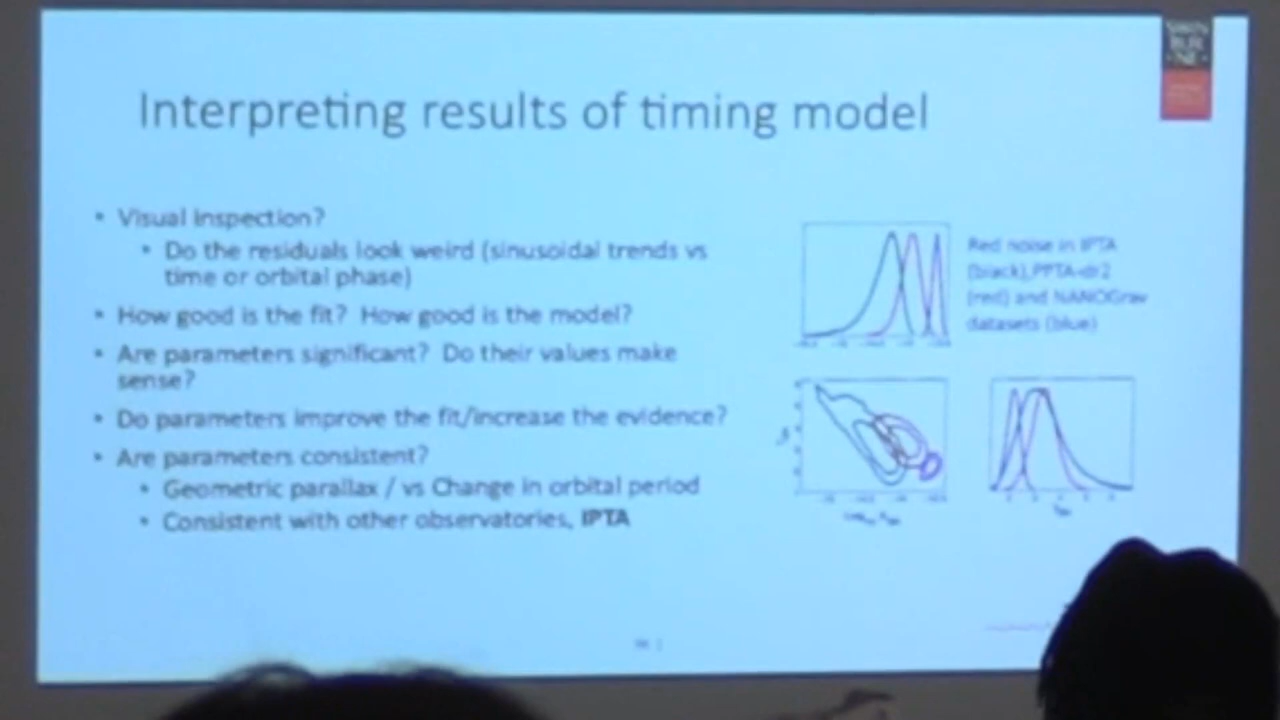 Interpreting results of timing model
• Visual inspection?
• Do the residuals look weird (sinusoidal trends vs
time or orbital phase)
• How good is the fit? How good is the model?
• Are parameters significant? Do their values make
sense?
• Do parameters improve the fit/increase the evidence?
• Are parameters consistent?
• Geometric parallax / vs Change in orbital period
• Consistent with other observatories, IPTA
Red noise in IPTA
(black),PPTA-dr2
(red) and NANOGrav
datasets (blue)